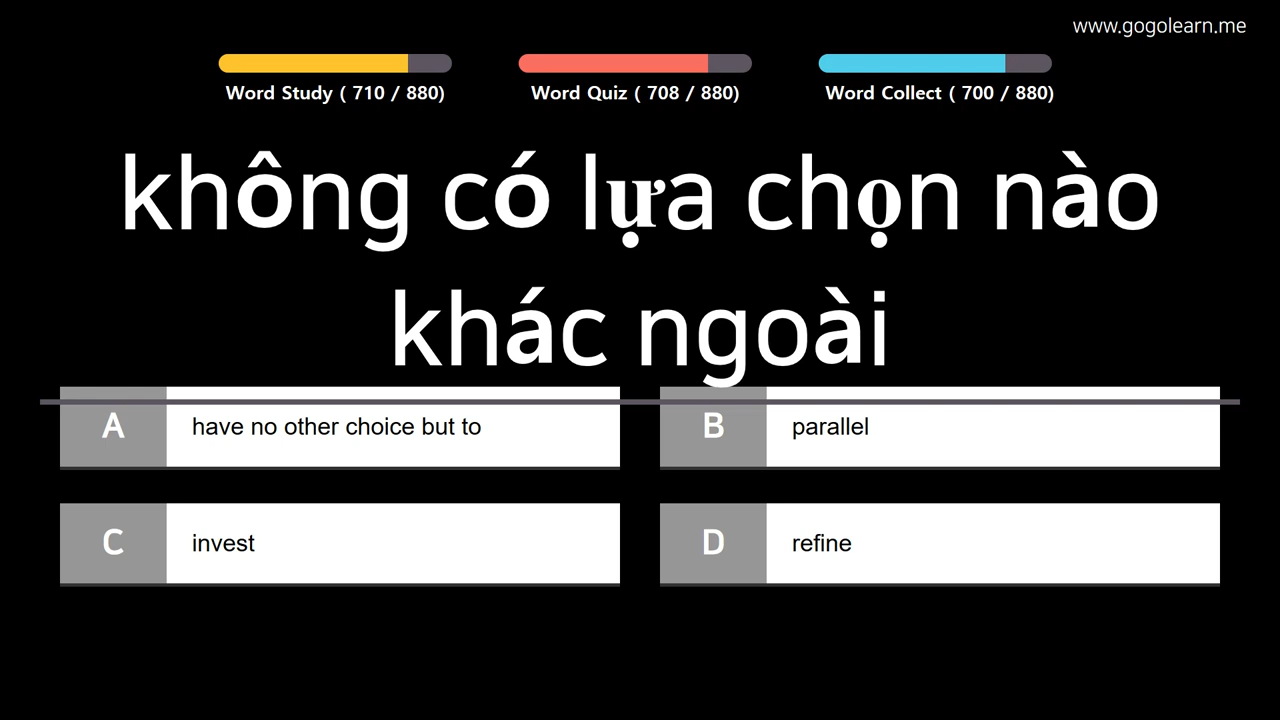 www.gogolearn.me
Word Study ( 710 / 880)
Word Quiz ( 708 / 880)
Word Collect ( 700 / 880)
không có lựa chọn nào
khác ngoài
A have no other choice but to
B parallel
C invest
D refine